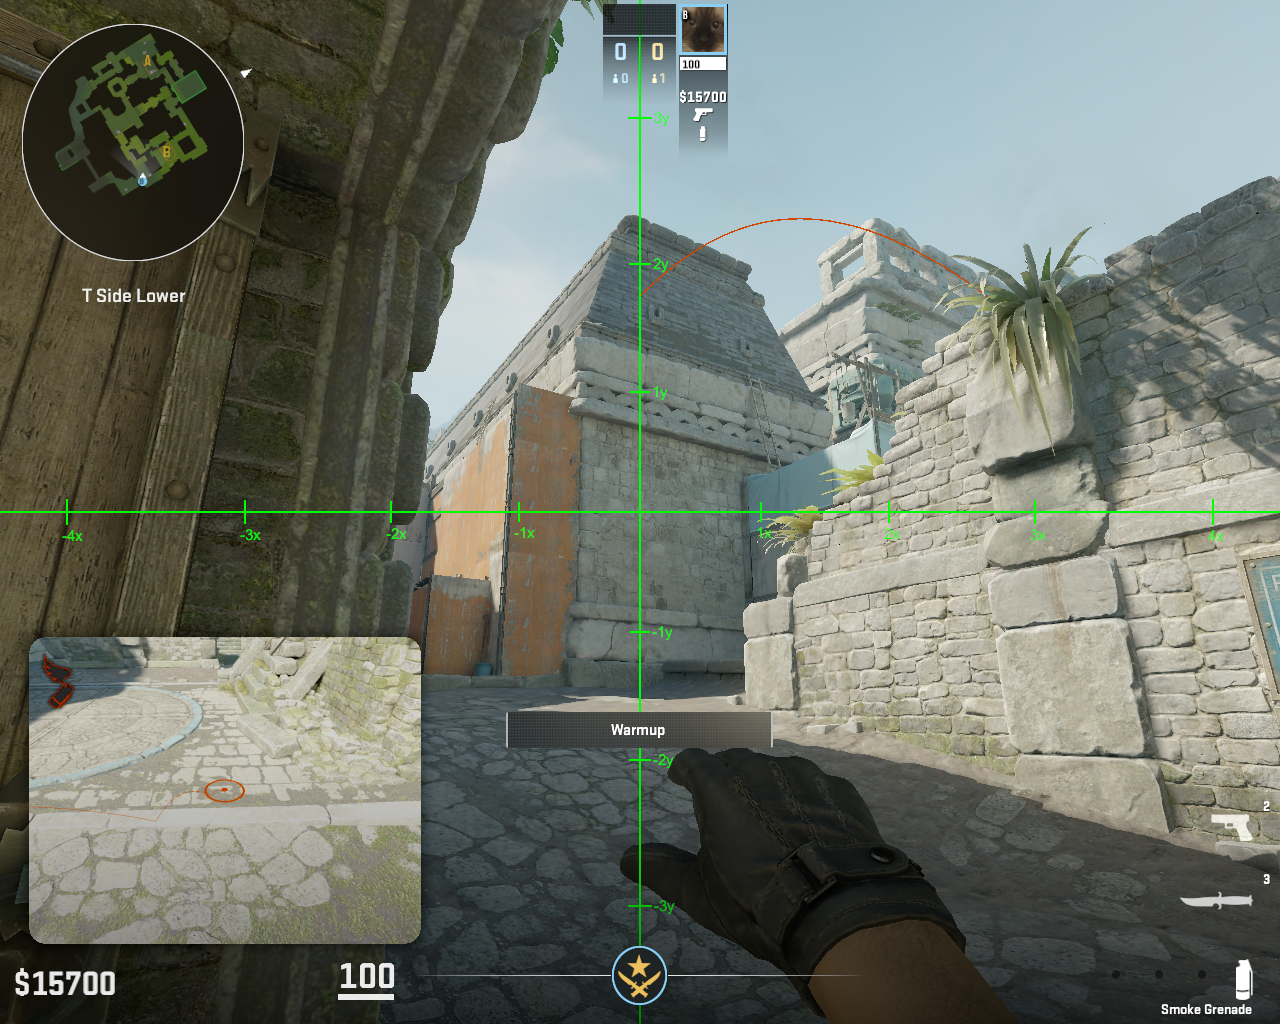 A
B
T Side Lower
0 0
0 1
B
100
$15700
3y
2y
1y
-4x -3x -2x -1x 1x 2x 3x 4x
-1y
Warmup
-2y
-3y
2
3
$15700
100
Smoke Grenade